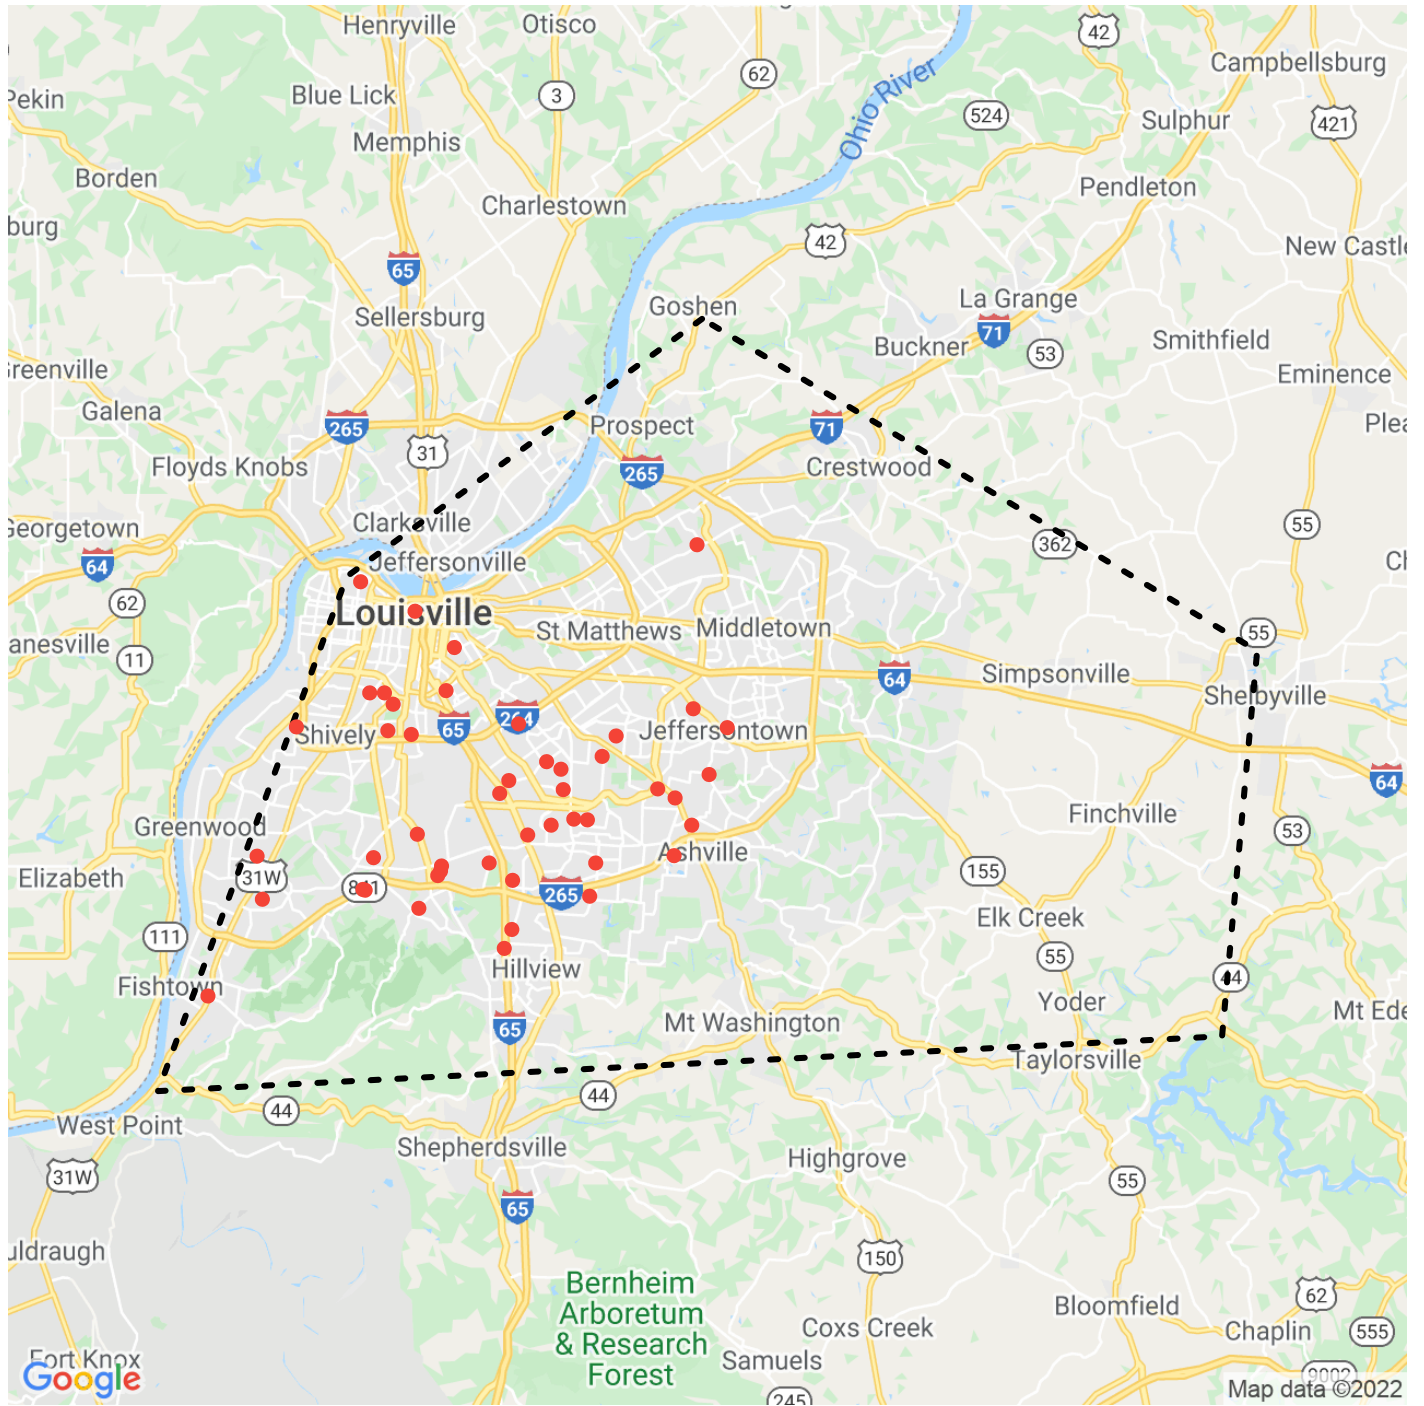 Henryville
Otisco
42
Campbellsburg
62
Pekin
Blue Lick
3
Ohio River
524
Sulphur
421
Memphis
Borden
Pendleton
Charlestown
burg
42
New Castle
65
Goshen
La Grange
Sellersburg
71
Buckner
53
Smithfield
Greenville
Eminence
Galena
265
Prospect
71
Plea
31
Floyds Knobs
265
Crestwood
Georgetown
Clarksville
55
362
64
Jeffersonville
Ch
62
Louisville
St Matthews
Middletown
55
anesville
11
64
Simpsonville
Shelbyville
264
65
Shively
Jeffersontown
64
Greenwood
Finchville
53
Ashville
Elizabeth
31W
841
265
155
Elk Creek
111
55
Hillview
44
Fishtown
Yoder
Mt Ede
65
Mt Washington
Taylorsville
44
44
West Point
Shepherdsville
Highgrove
31W
55
65
uldraugh
150
Bernheim
Arboretum
& Research
Forest
62
Bloomfield
Coxs Creek
Chaplin
555
Fort Knox
Samuels
9002
Google
245
Map data ©2022